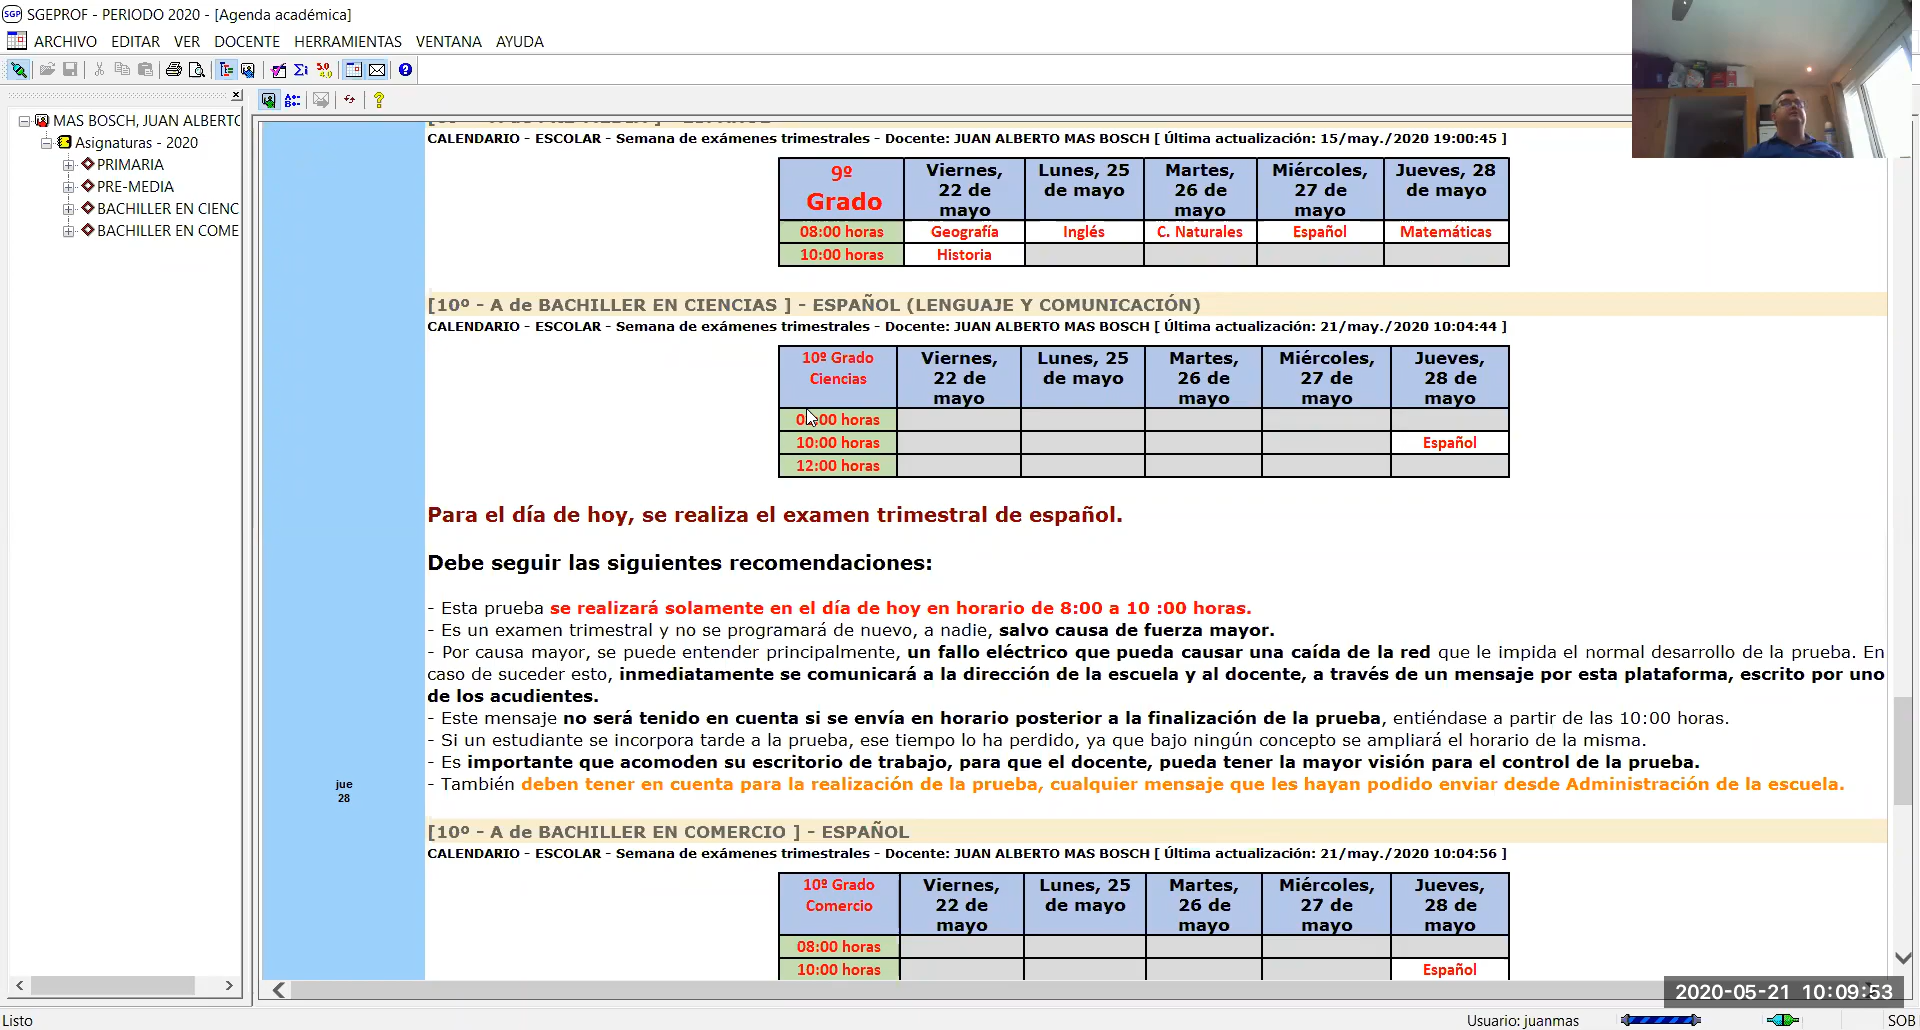 SGEPROF - PERIODO 2020 - [Agenda académica]
ARCHIVO EDITAR VER DOCENTE HERRAMIENTAS VENTANA AYUDA
MAS BOSCH, JUAN ALBERTO
Asignaturas - 2020
PRIMARIA
PRE-MEDIA
BACHILLER EN CIENC
BACHILLER EN COME
CALENDARIO - ESCOLAR - Semana de exámenes trimestrales - Docente: JUAN ALBERTO MAS BOSCH [ Última actualización: 15/may./2020 19:00:45 ]
9º Grado Viernes, 22 de mayo Lunes, 25 de mayo Martes, 26 de mayo Miércoles, 27 de mayo Jueves, 28 de mayo
08:00 horas Geografía Inglés C. Naturales Español Matemáticas
10:00 horas Historia
[10º - A de BACHILLER EN CIENCIAS ] - ESPAÑOL (LENGUAJE Y COMUNICACIÓN)
CALENDARIO - ESCOLAR - Semana de exámenes trimestrales - Docente: JUAN ALBERTO MAS BOSCH [ Última actualización: 21/may./2020 10:04:44 ]
10º Grado Ciencias Viernes, 22 de mayo Lunes, 25 de mayo Martes, 26 de mayo Miércoles, 27 de mayo Jueves, 28 de mayo
:00 horas
10:00 horas Español
12:00 horas
Para el día de hoy, se realiza el examen trimestral de español.
Debe seguir las siguientes recomendaciones:
- Esta prueba se realizará solamente en el día de hoy en horario de 8:00 a 10 :00 horas.
- Es un examen trimestral y no se programará de nuevo, a nadie, salvo causa de fuerza mayor.
- Por causa mayor, se puede entender principalmente, un fallo eléctrico que pueda causar una caída de la red que le impida el normal desarrollo de la prueba. En
caso de suceder esto, inmediatamente se comunicará a la dirección de la escuela y al docente, a través de un mensaje por esta plataforma, escrito por uno
de los acudientes.
- Este mensaje no será tenido en cuenta si se envía en horario posterior a la finalización de la prueba, entiéndase a partir de las 10:00 horas.
- Si un estudiante se incorpora tarde a la prueba, ese tiempo lo ha perdido, ya que bajo ningún concepto se ampliará el horario de la misma.
- Es importante que acomoden su escritorio de trabajo, para que el docente, pueda tener la mayor visión para el control de la prueba.
- También deben tener en cuenta para la realización de la prueba, cualquier mensaje que les hayan podido enviar desde Administración de la escuela.
jue
28
[10º - A de BACHILLER EN COMERCIO ] - ESPAÑOL
CALENDARIO - ESCOLAR - Semana de exámenes trimestrales - Docente: JUAN ALBERTO MAS BOSCH [ Última actualización: 21/may./2020 10:04:56 ]
10º Grado Comercio Viernes, 22 de mayo Lunes, 25 de mayo Martes, 26 de mayo Miércoles, 27 de mayo Jueves, 28 de mayo
08:00 horas
10:00 horas Español
2020-05-21 10:09:53
Listo
Usuario: juanmas
SOB